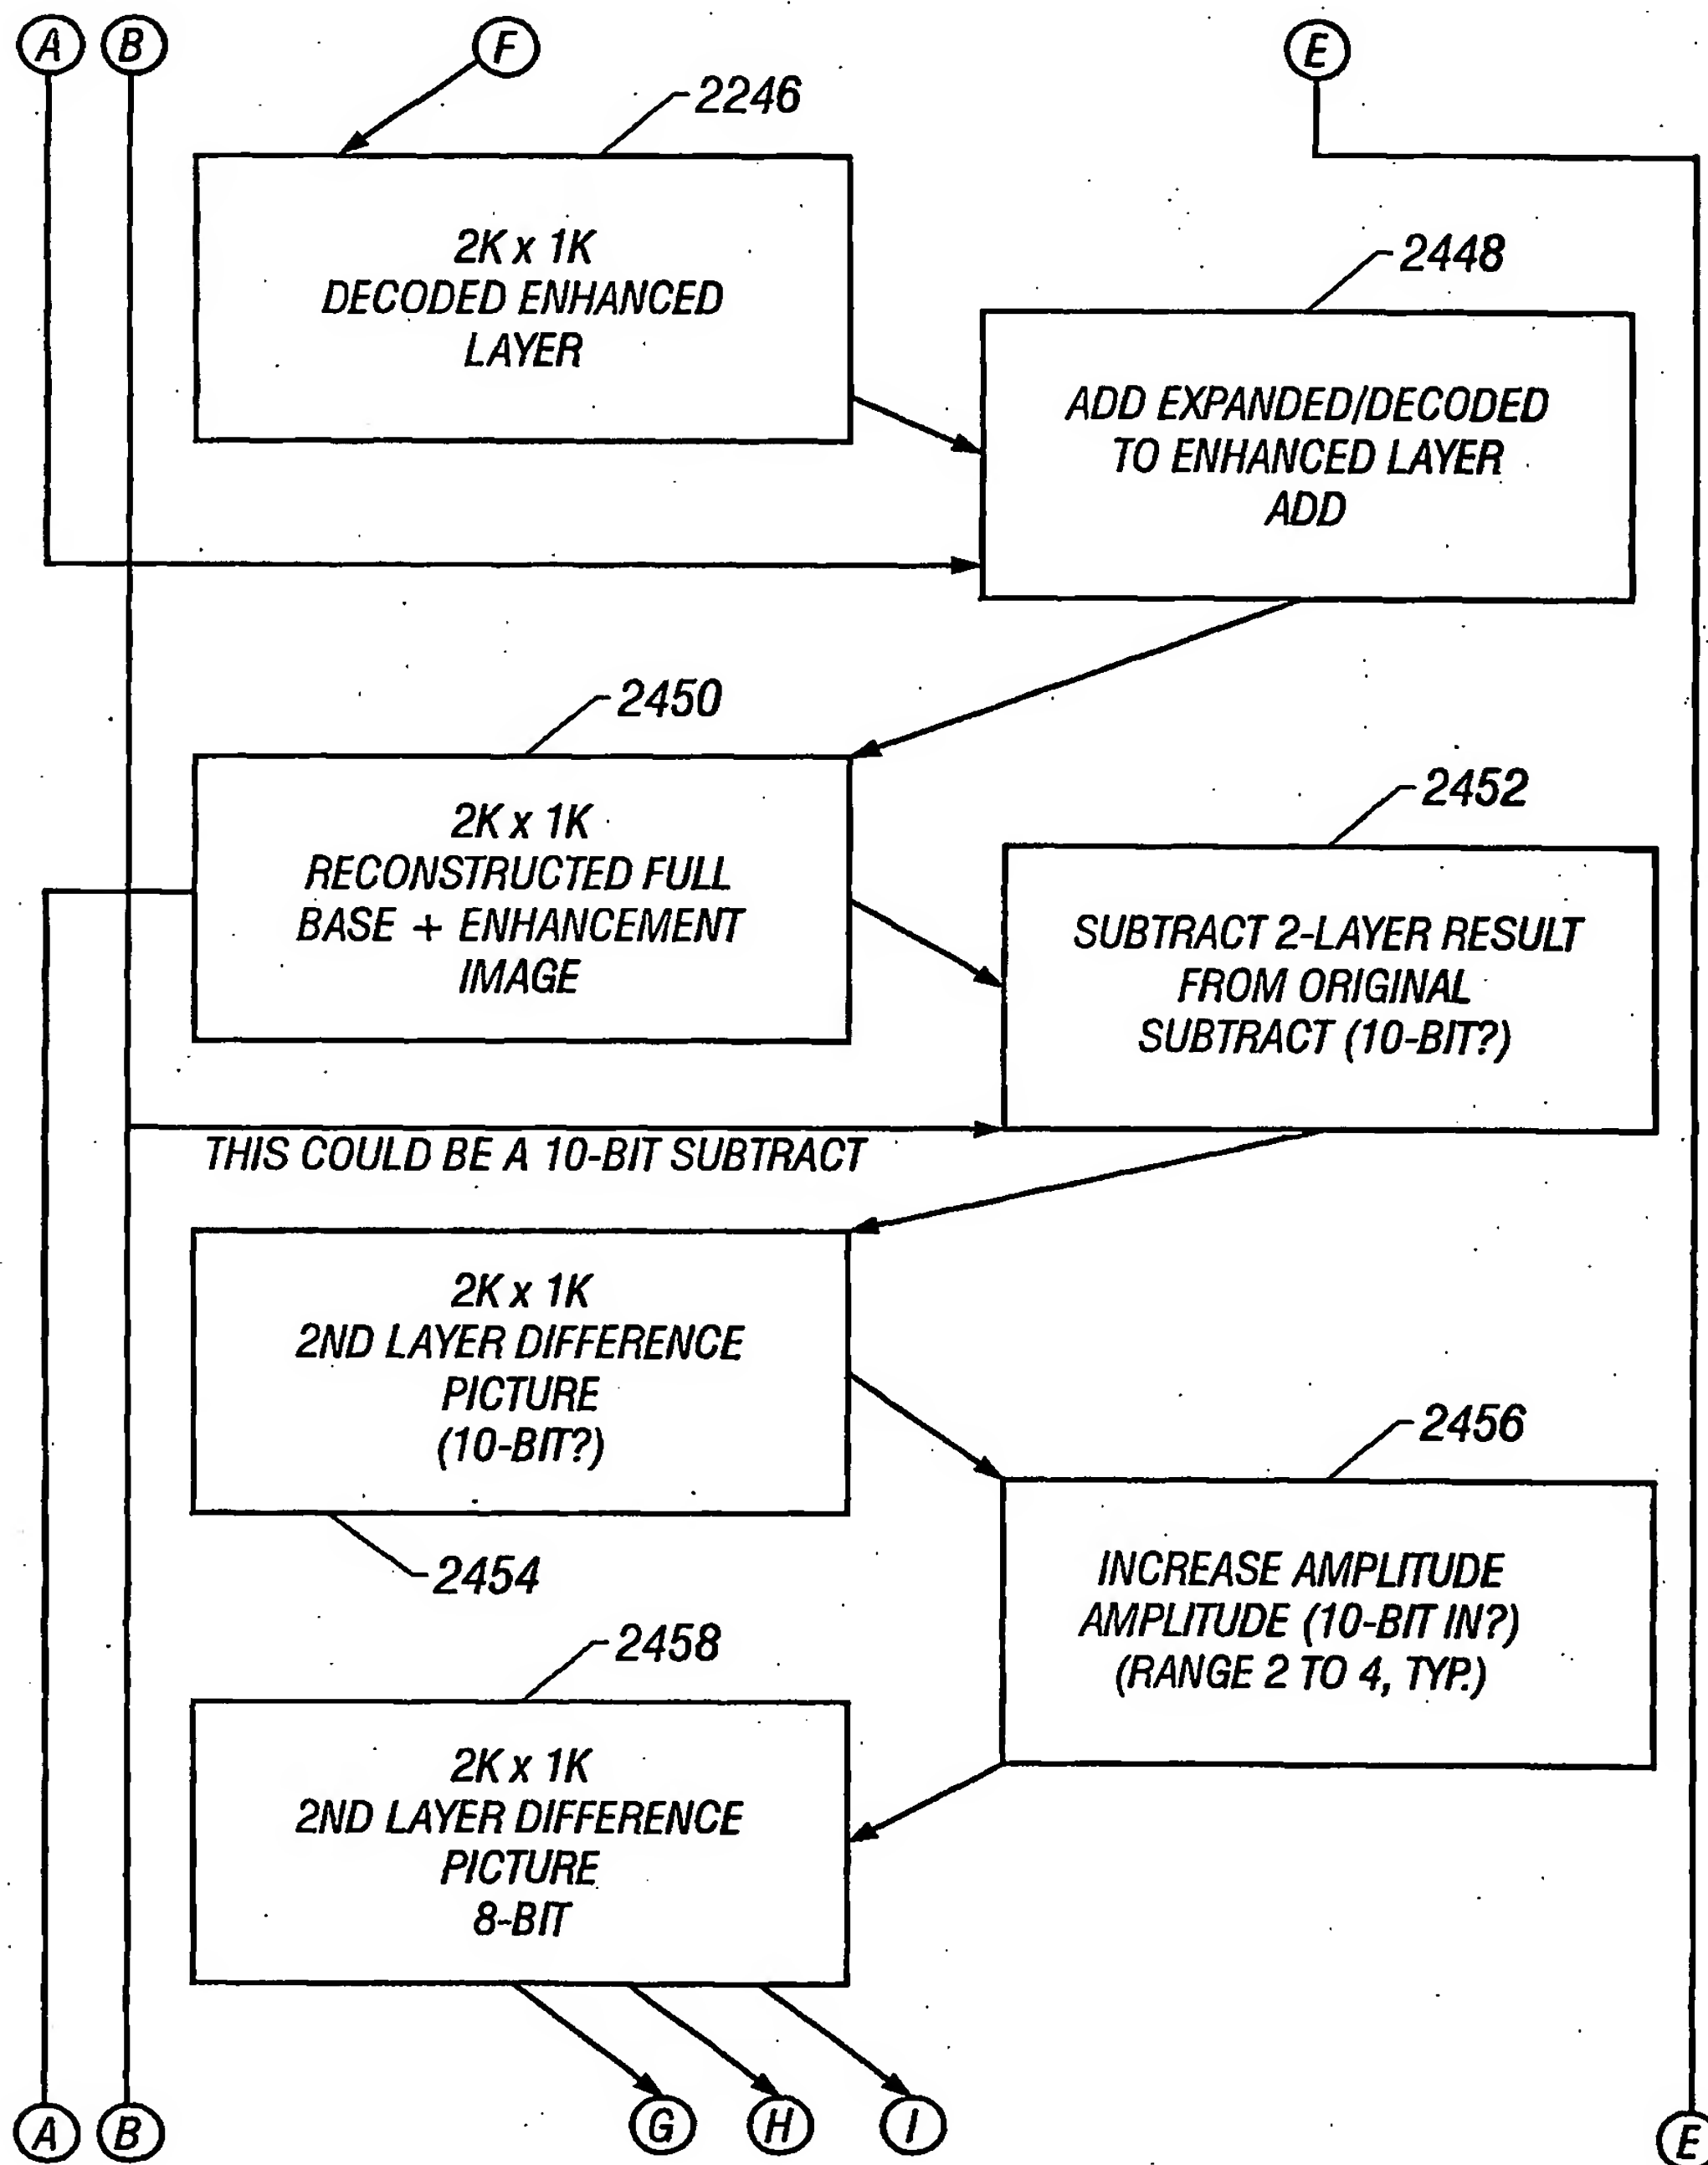 A B F E
2246
2K x 1K
DECODED ENHANCED
LAYER
2448
ADD EXPANDED/DECODED
TO ENHANCED LAYER
ADD
2450
2K x 1K
RECONSTRUCTED FULL
BASE + ENHANCEMENT
IMAGE
2452
SUBTRACT 2-LAYER RESULT
FROM ORIGINAL
SUBTRACT (10-BIT?)
THIS COULD BE A 10-BIT SUBTRACT
2K x 1K
2ND LAYER DIFFERENCE
PICTURE
(10-BIT?)
2454
2456
INCREASE AMPLITUDE
AMPLITUDE (10-BIT IN?)
(RANGE 2 TO 4, TYP.)
2458
2K x 1K
2ND LAYER DIFFERENCE
PICTURE
8-BIT
A B G H I E